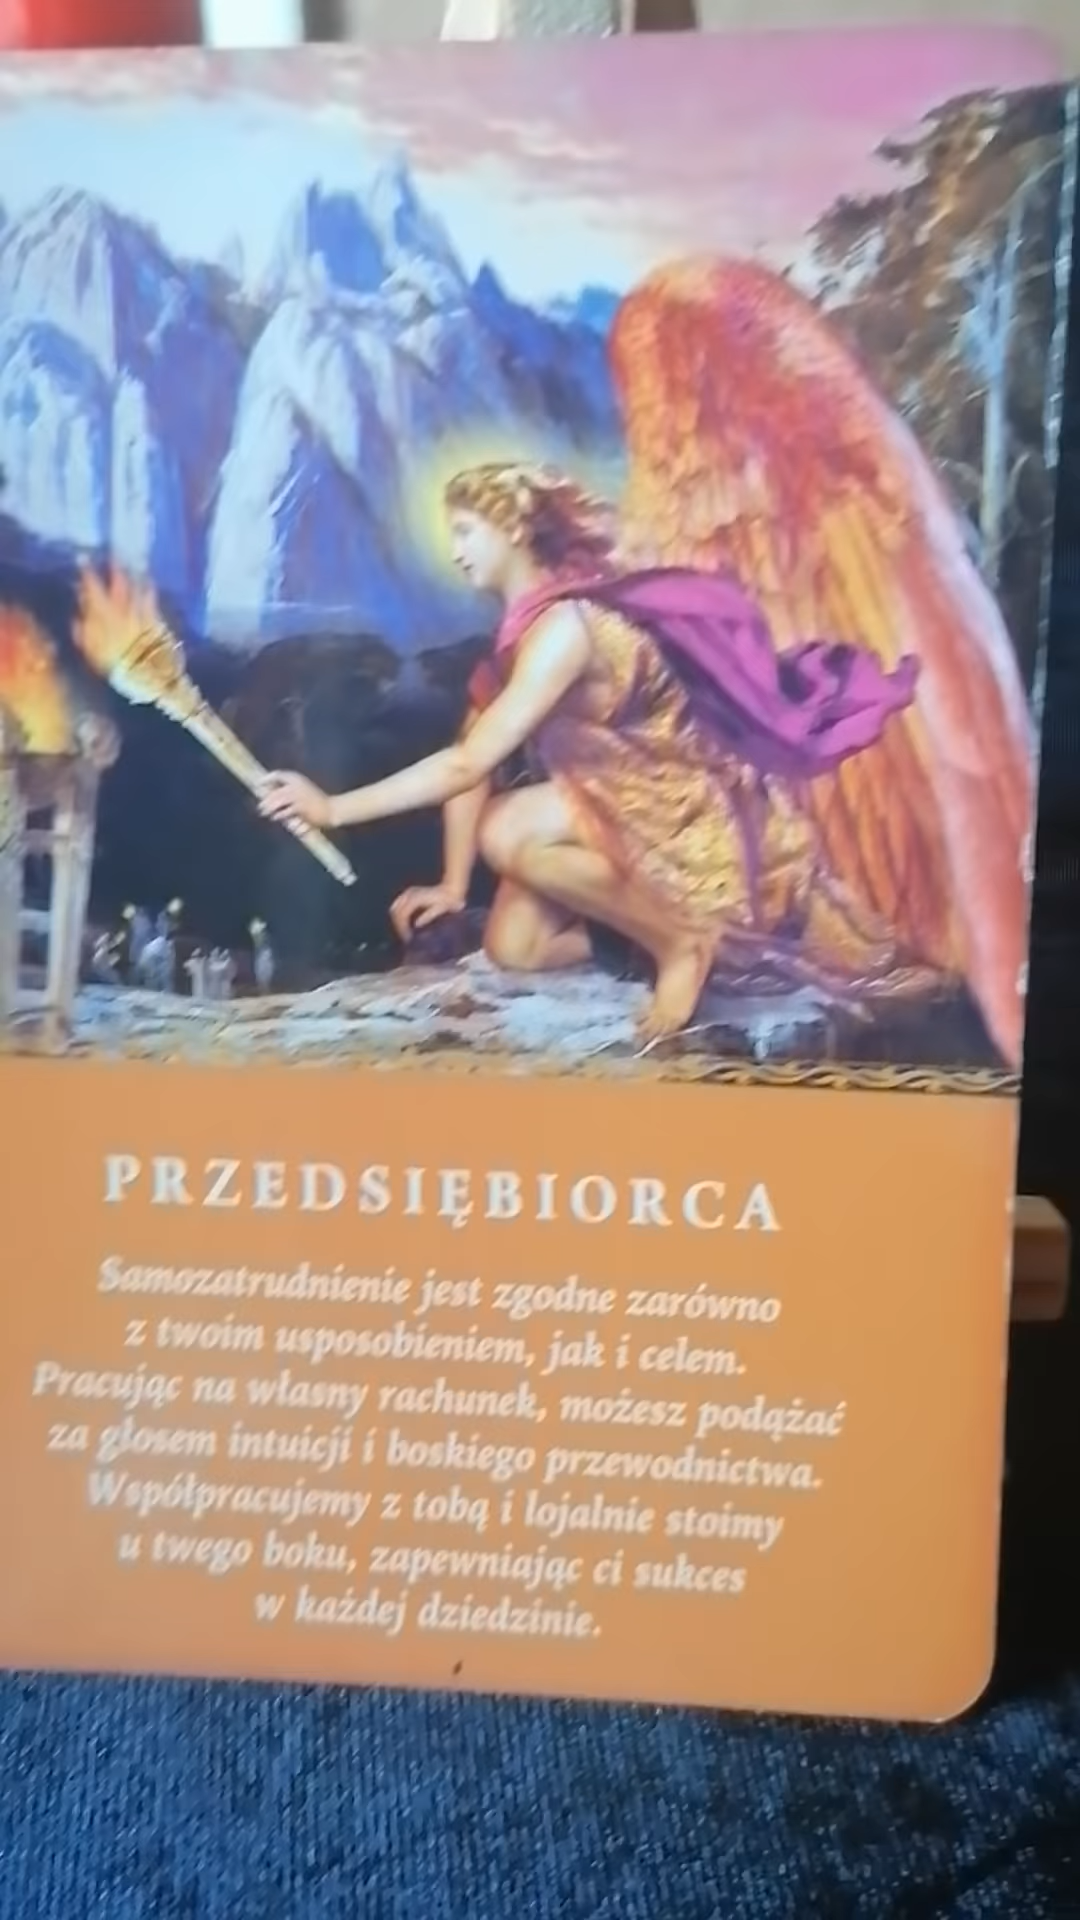 PRZEDSIĘBIORCA
Samozatrudnienie jest zgodne zarówno
z twoim usposobieniem, jak i celem.
Pracując na własny rachunek, możesz podążać
za głosem intuicji i boskiego przewodnictwa.
Współpracujemy z tobą i lojalnie stoimy
u twego boku, zapewniając ci sukces
w każdej dziedzinie.